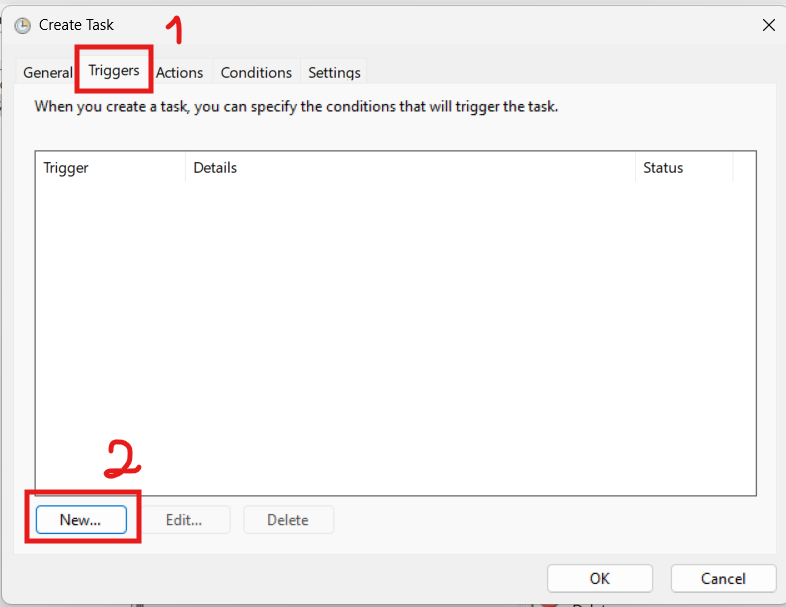 Create Task
1
General Triggers Actions Conditions Settings
When you create a task, you can specify the conditions that will trigger the task.
Trigger Details Status
2
New... Edit... Delete
OK Cancel